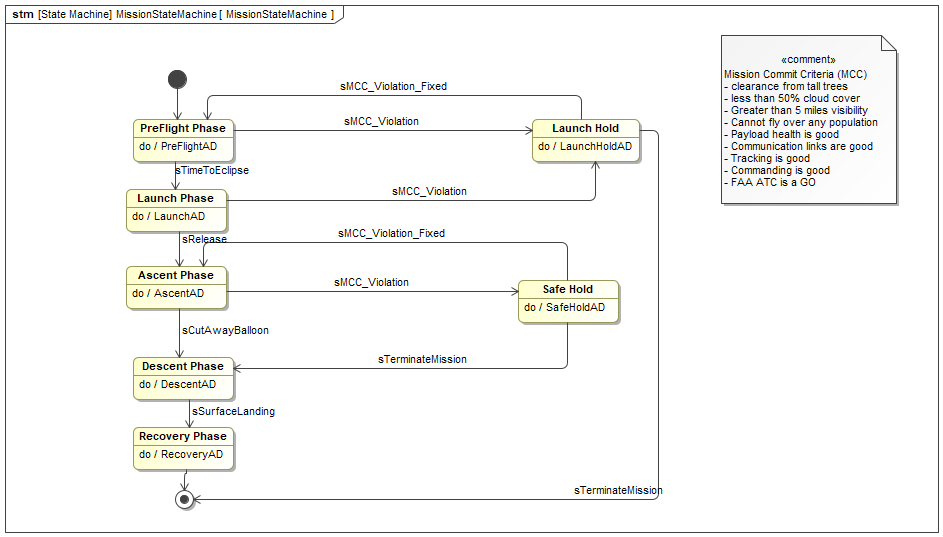 stm [State Machine] MissionStateMachine [ MissionStateMachine ]
«comment»
Mission Commit Criteria (MCC)
- clearance from tall trees
- less than 50% cloud cover
- Greater than 5 miles visibility
- Cannot fly over any population
- Payload health is good
- Communication links are good
- Tracking is good
- Commanding is good
- FAA ATC is a GO
sMCC_Violation_Fixed
PreFlight Phase
do / PreFlightAD
sMCC_Violation
Launch Hold
do / LaunchHoldAD
sTimeToEclipse
Launch Phase
do / LaunchAD
sMCC_Violation
sRelease
sMCC_Violation_Fixed
Ascent Phase
do / AscentAD
sMCC_Violation
Safe Hold
do / SafeHoldAD
sCutAwayBalloon
Descent Phase
do / DescentAD
sTerminateMission
sSurfaceLanding
Recovery Phase
do / RecoveryAD
sTerminateMission